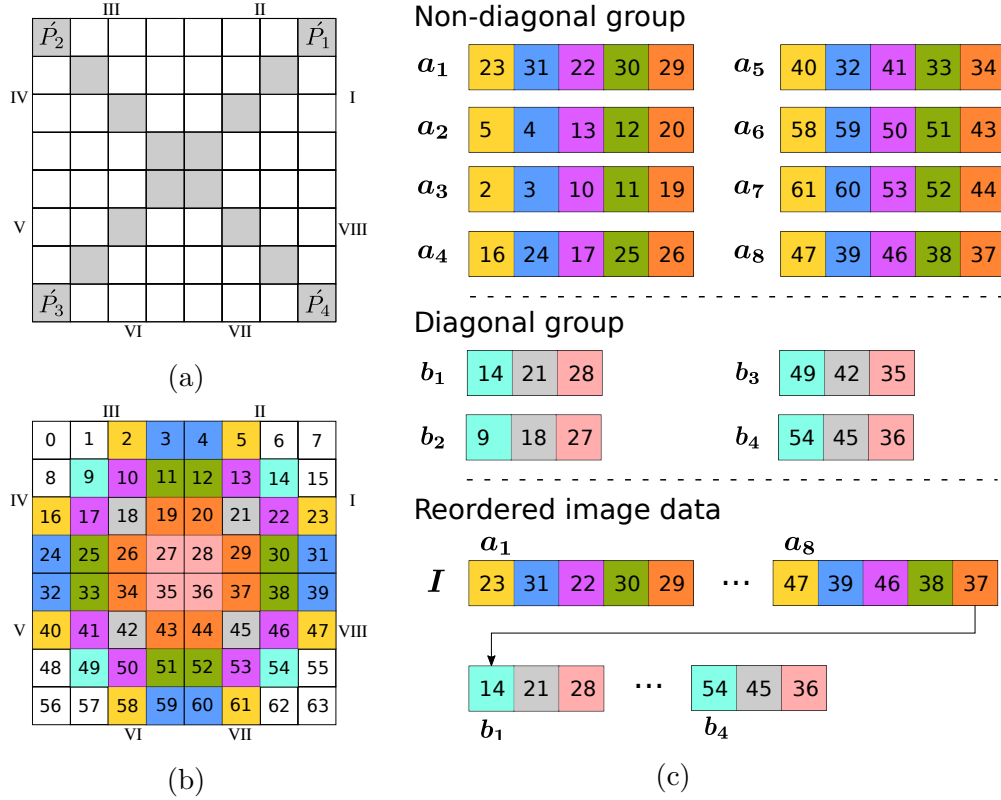 III II
Ṕ2 Ṕ1
IV I
V VIII
Ṕ3 Ṕ4
VI VII
(a)
III II
0 1 2 3 4 5 6 7
8 9 10 11 12 13 14 15
IV I
16 17 18 19 20 21 22 23
24 25 26 27 28 29 30 31
32 33 34 35 36 37 38 39
V 40 41 42 43 44 45 46 47 VIII
48 49 50 51 52 53 54 55
56 57 58 59 60 61 62 63
VI VII
(b)
Non-diagonal group
a1 23 31 22 30 29 a5 40 32 41 33 34
a2 5 4 13 12 20 a6 58 59 50 51 43
a3 2 3 10 11 19 a7 61 60 53 52 44
a4 16 24 17 25 26 a8 47 39 46 38 37
Diagonal group
b1 14 21 28 b3 49 42 35
b2 9 18 27 b4 54 45 36
Reordered image data
a1 a8
I 23 31 22 30 29 ... 47 39 46 38 37
14 21 28 ... 54 45 36
b1 b4
(c)